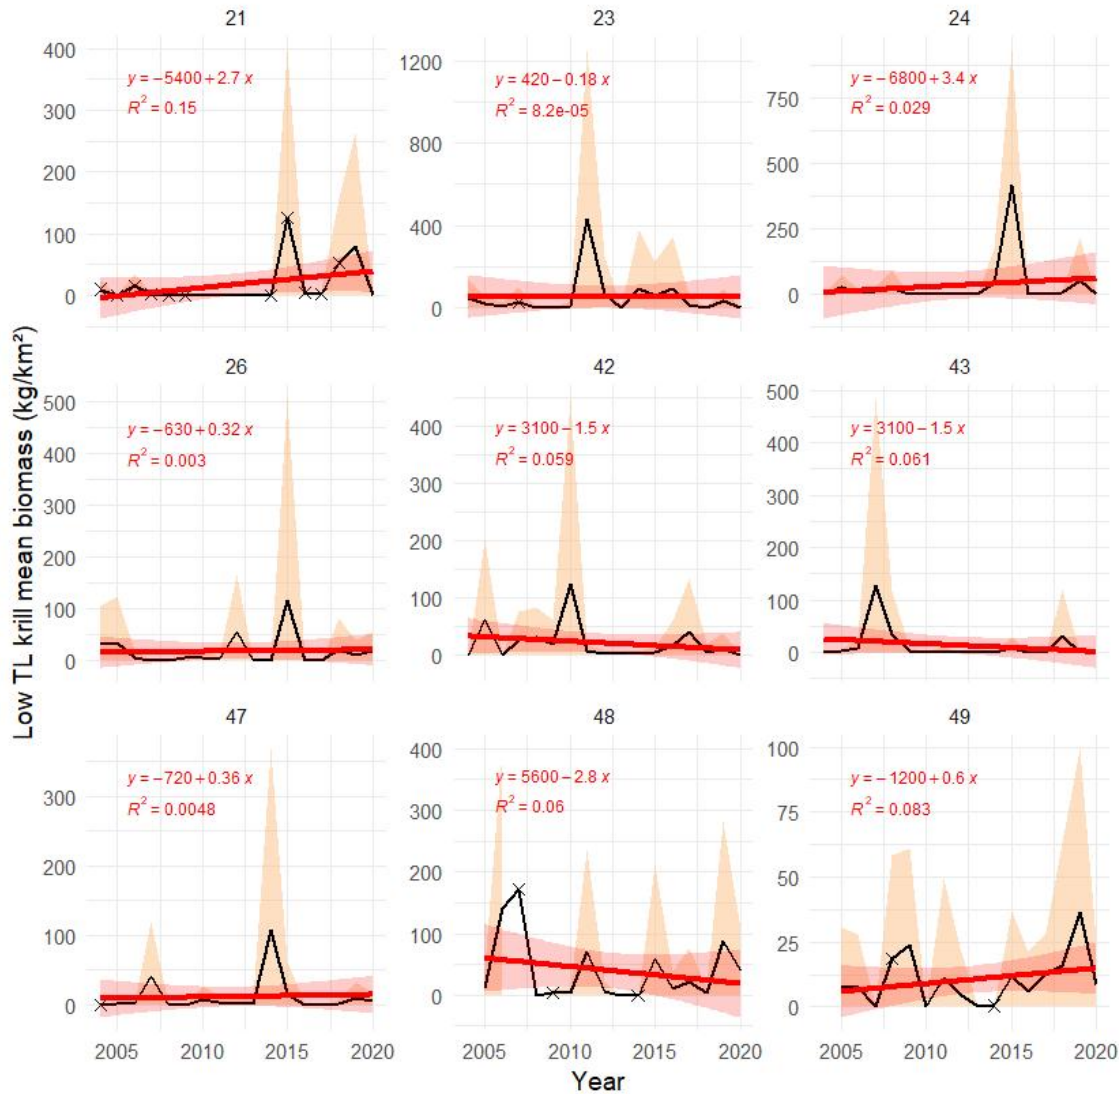 21
23
24
400
300
200
100
0
y = −5400 + 2.7 x
R² = 0.15
1200
800
400
0
y = 420 − 0.18 x
R² = 8.2e-05
750
500
250
0
y = −6800 + 3.4 x
R² = 0.029
26
42
43
500
400
300
200
100
0
y = −630 + 0.32 x
R² = 0.003
400
300
200
100
0
y = 3100 − 1.5 x
R² = 0.059
500
400
300
200
100
0
y = 3100 − 1.5 x
R² = 0.061
Low TL krill mean biomass (kg/km²)
47
48
49
300
200
100
0
y = −720 + 0.36 x
R² = 0.0048
400
300
200
100
0
y = 5600 − 2.8 x
R² = 0.06
100
75
50
25
0
y = −1200 + 0.6 x
R² = 0.083
2005 2010 2015 2020
2005 2010 2015 2020
2005 2010 2015 2020
Year